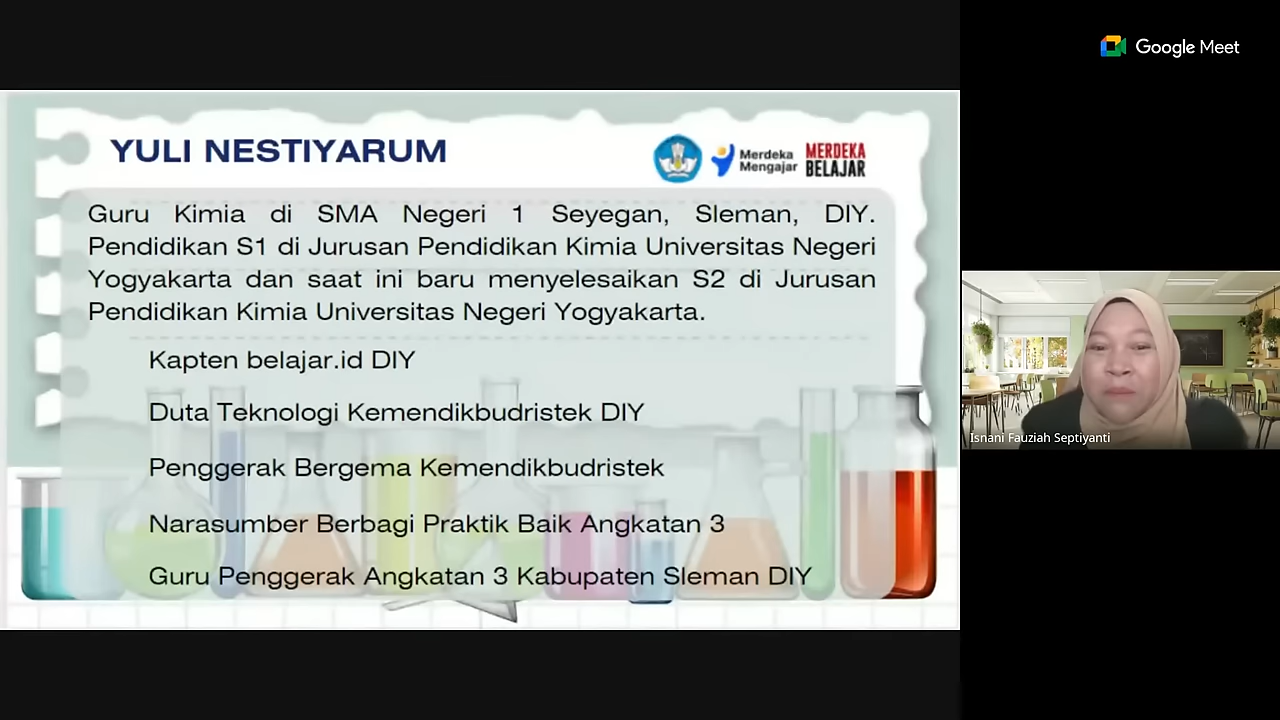 Google Meet
YULI NESTIYARUM
Merdeka
Mengajar
MERDEKA
BELAJAR
Guru Kimia di SMA Negeri 1 Seyegan, Sleman, DIY.
Pendidikan S1 di Jurusan Pendidikan Kimia Universitas Negeri
Yogyakarta dan saat ini baru menyelesaikan S2 di Jurusan
Pendidikan Kimia Universitas Negeri Yogyakarta.
Kapten belajar.id DIY
Duta Teknologi Kemendikbudristek DIY
Penggerak Bergema Kemendikbudristek
Narasumber Berbagi Praktik Baik Angkatan 3
Guru Penggerak Angkatan 3 Kabupaten Sleman DIY
Isnani Fauziah Septiyanti